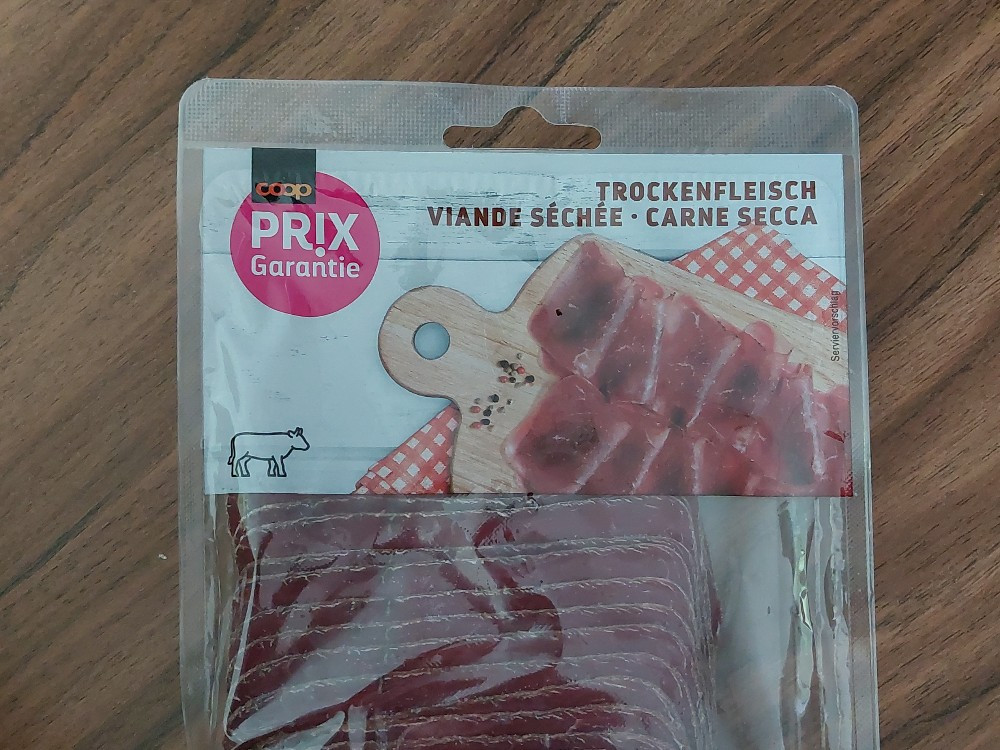 coop
PR!X
Garantie
TROCKENFLEISCH
VIANDE SÉCHÉE · CARNE SECCA
Serviervorschlag